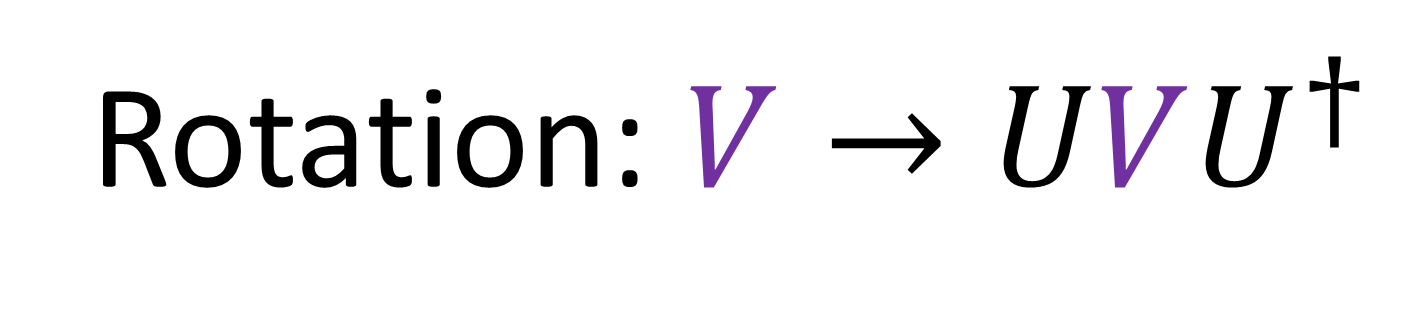 Rotation: V → UVU†